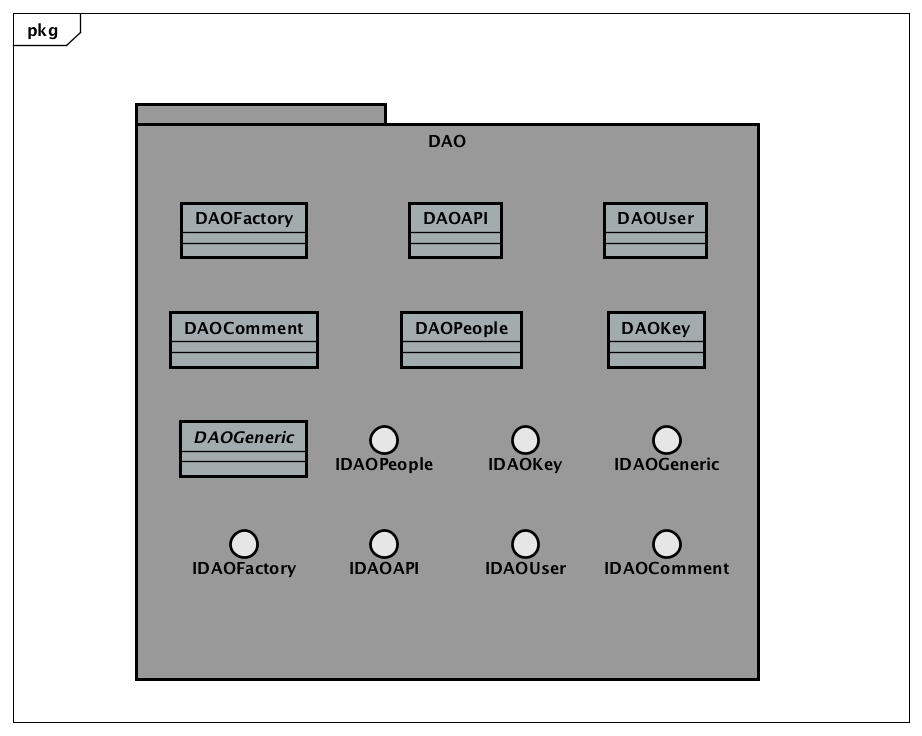 pkg
DAO
DAOFactory
DAOAPI
DAOUser
DAOComment
DAOPeople
DAOKey
DAOGeneric
IDAOPeople
IDAOKey
IDAOGeneric
IDAOFactory
IDAOAPI
IDAOUser
IDAOComment